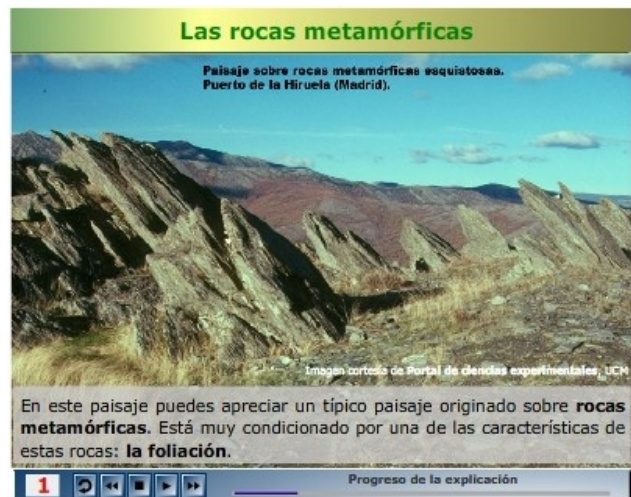 Las rocas metamórficas
Paisaje sobre rocas metamórficas esquistosas.
Puerto de la Hiruela (Madrid).
Imagen cortesía de Portal de ciencias experimentales, UCM
En este paisaje puedes apreciar un típico paisaje originado sobre rocas
metamórficas. Está muy condicionado por una de las características de
estas rocas: la foliación.
1
Progreso de la explicación